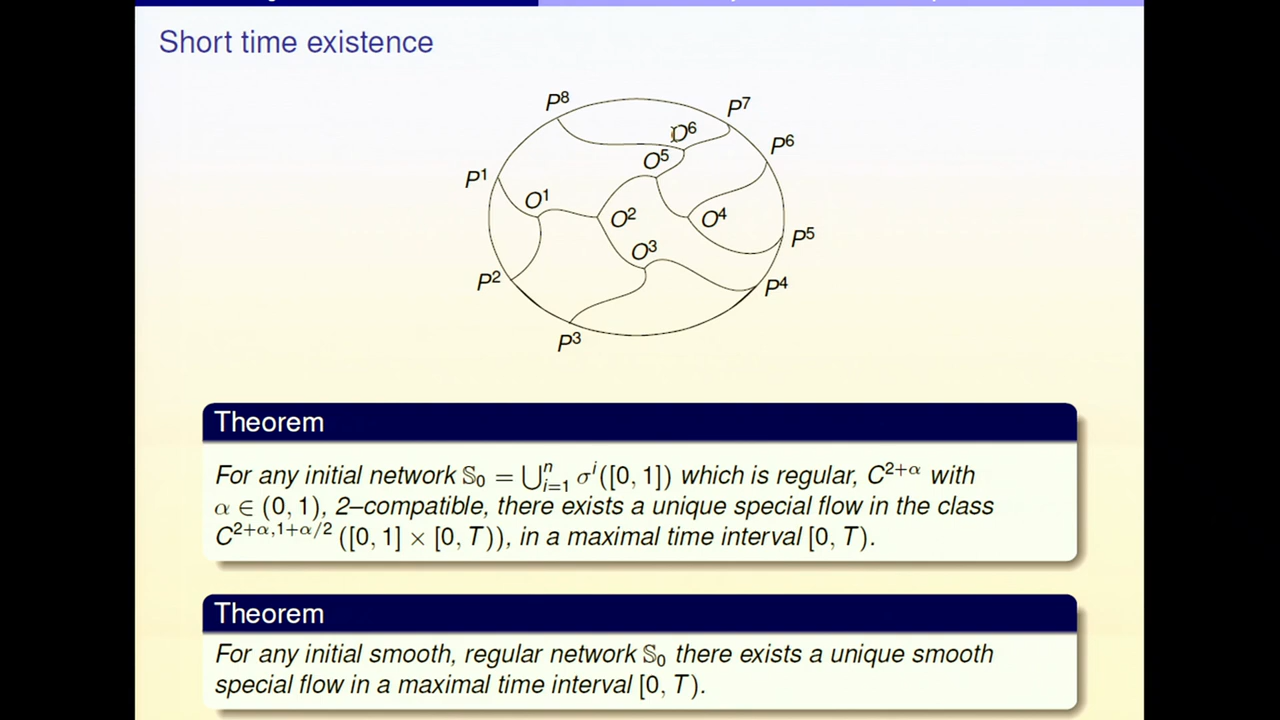 Short time existence
P⁸
P⁷
O⁶
P⁶
O⁵
P¹
O¹
O²
O⁴
P⁵
O³
P²
P⁴
P³
Theorem
For any initial network 𝕊₀ = ⋃ⁿᵢ₌₁ σⁱ([0, 1]) which is regular, C²⁺ᵅ with
α ∈ (0, 1), 2–compatible, there exists a unique special flow in the class
C²⁺ᵅ,¹⁺ᵅ/² ([0, 1] × [0, T)), in a maximal time interval [0, T).
Theorem
For any initial smooth, regular network 𝕊₀ there exists a unique smooth
special flow in a maximal time interval [0, T).